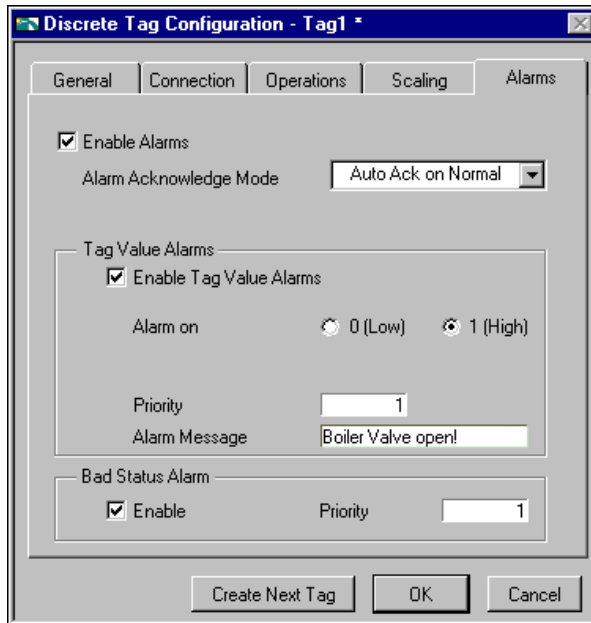 Discrete Tag Configuration - Tag1 *
General Connection Operations Scaling Alarms
Enable Alarms
Alarm Acknowledge Mode Auto Ack on Normal
Tag Value Alarms
Enable Tag Value Alarms
Alarm on 0 (Low) 1 (High)
Priority 1
Alarm Message Boiler Valve open!
Bad Status Alarm
Enable Priority 1
Create Next Tag OK Cancel